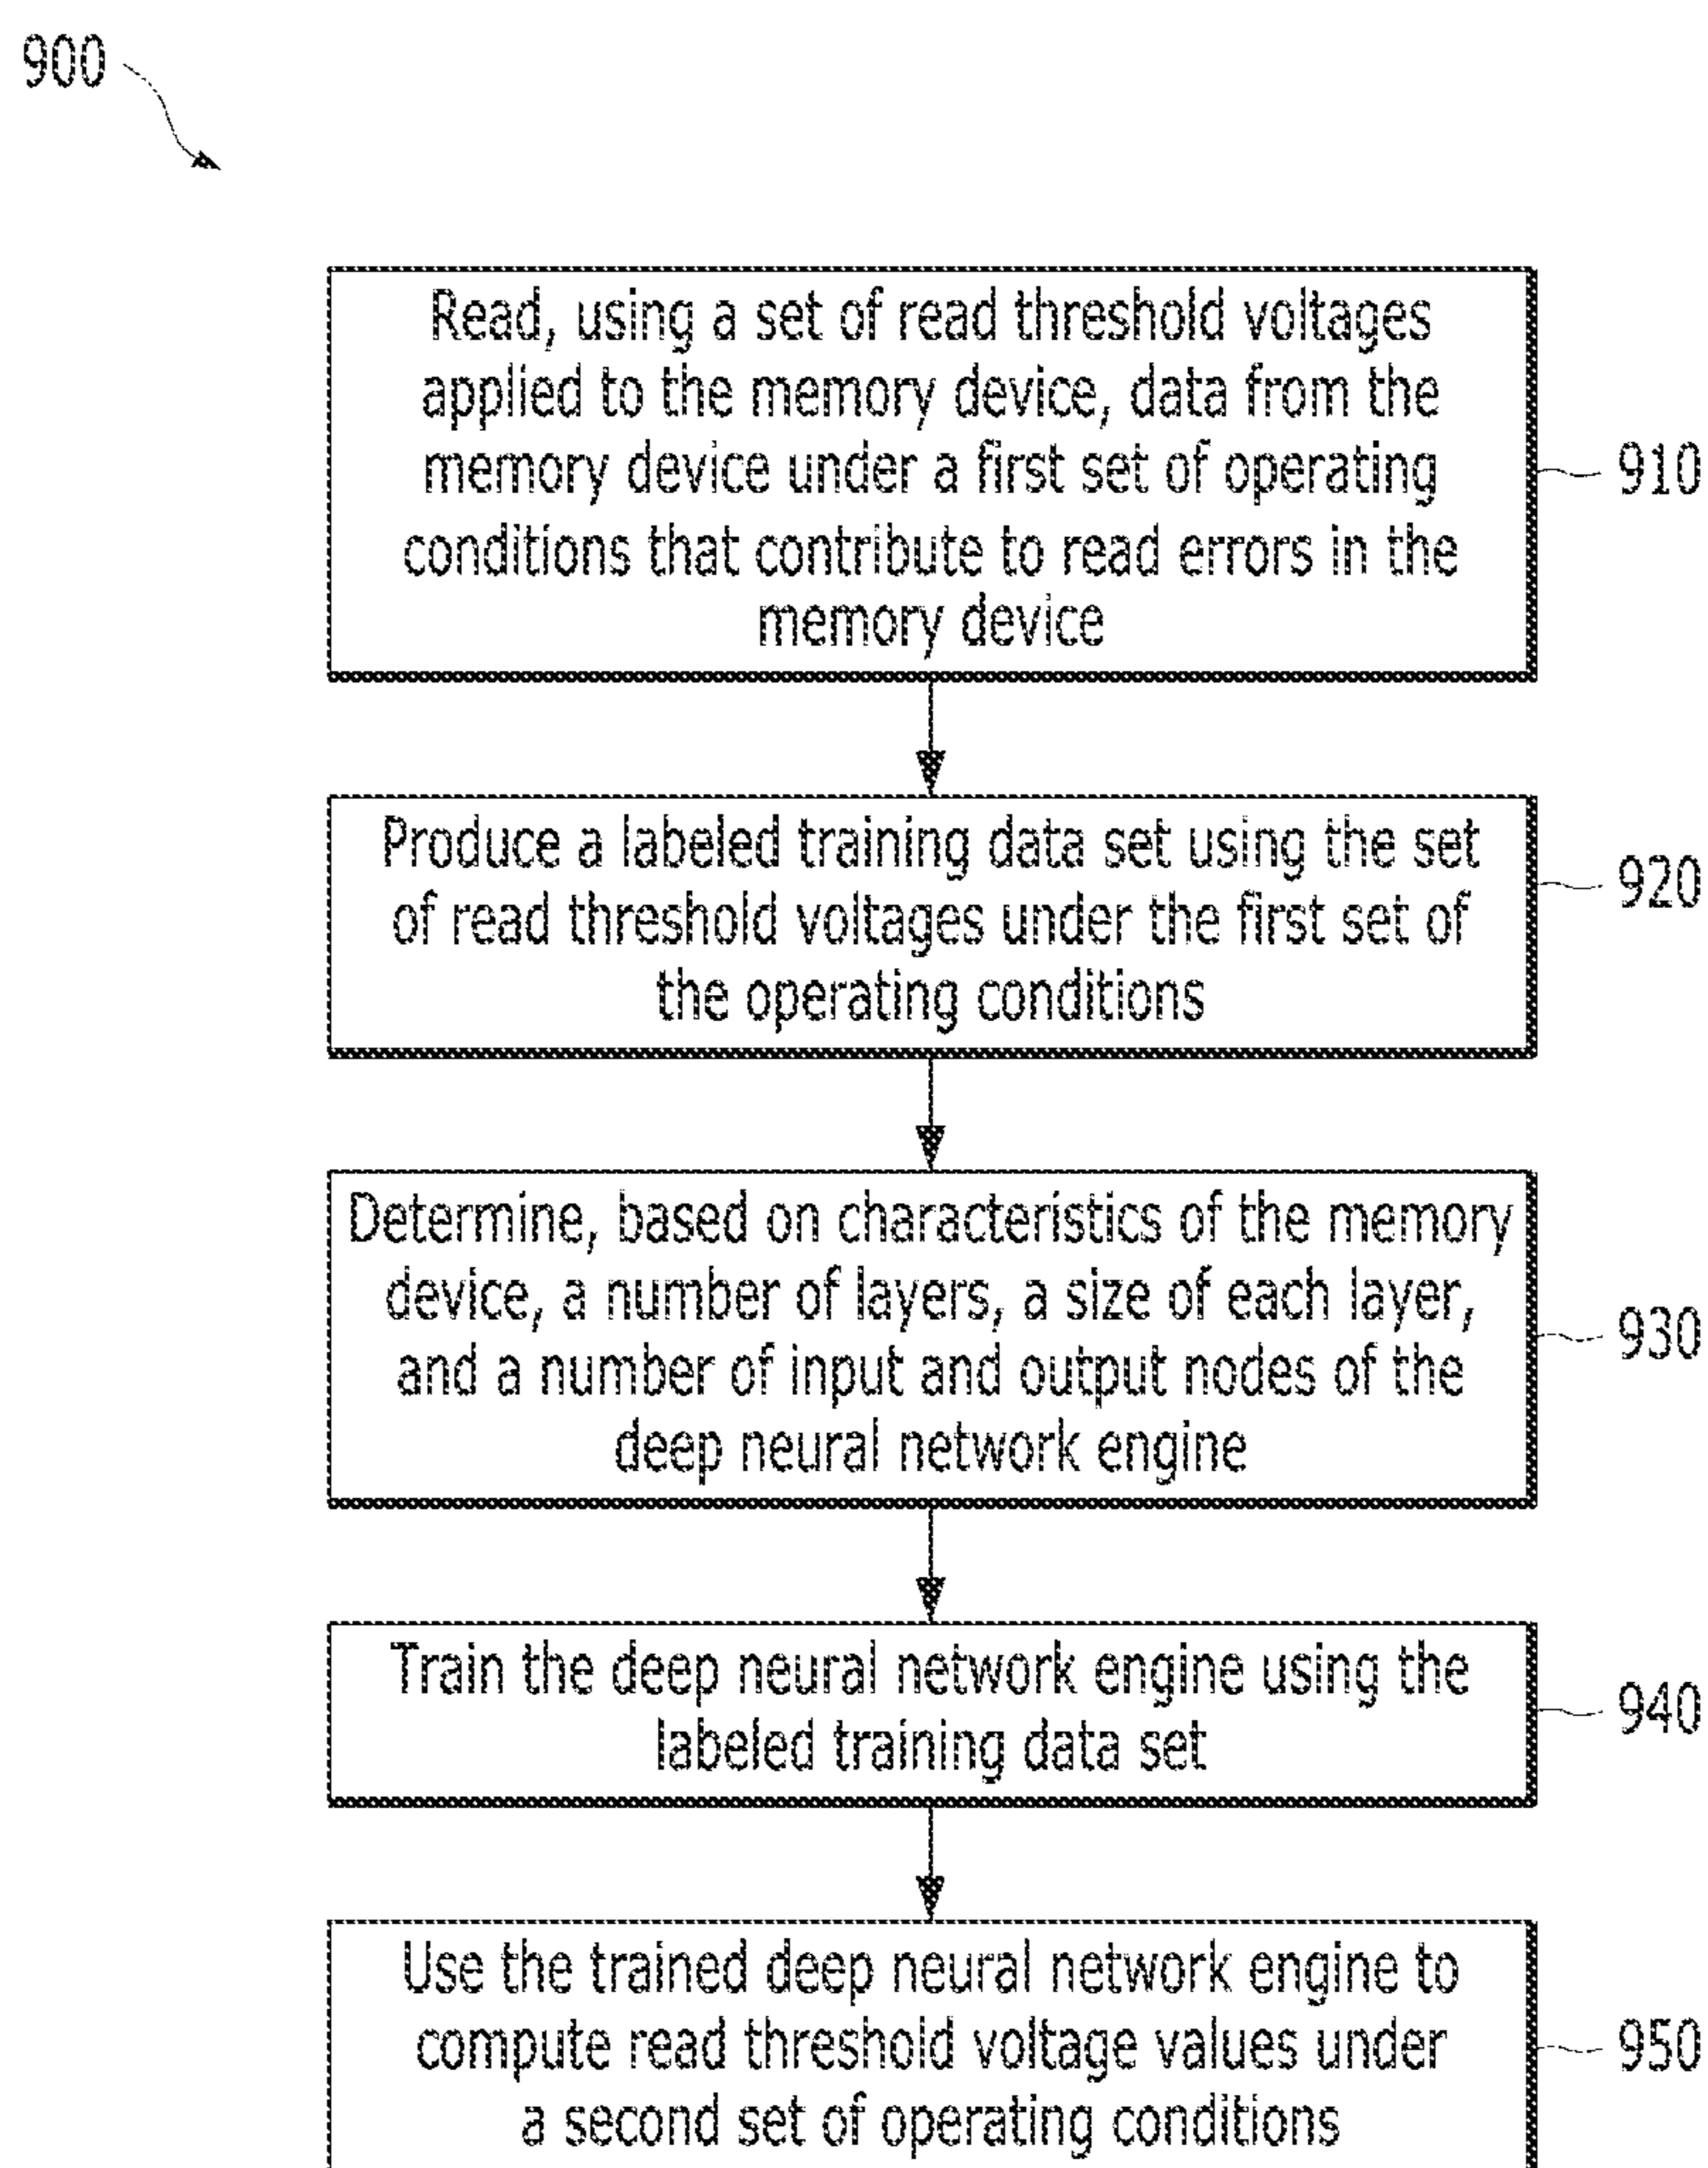 900
Read, using a set of read threshold voltages
applied to the memory device, data from the
memory device under a first set of operating
conditions that contribute to read errors in the
memory device
910
Produce a labeled training data set using the set
of read threshold voltages under the first set of
the operating conditions
920
Determine, based on characteristics of the memory
device, a number of layers, a size of each layer,
and a number of input and output nodes of the
deep neural network engine
930
Train the deep neural network engine using the
labeled training data set
940
Use the trained deep neural network engine to
compute read threshold voltage values under
a second set of operating conditions
950